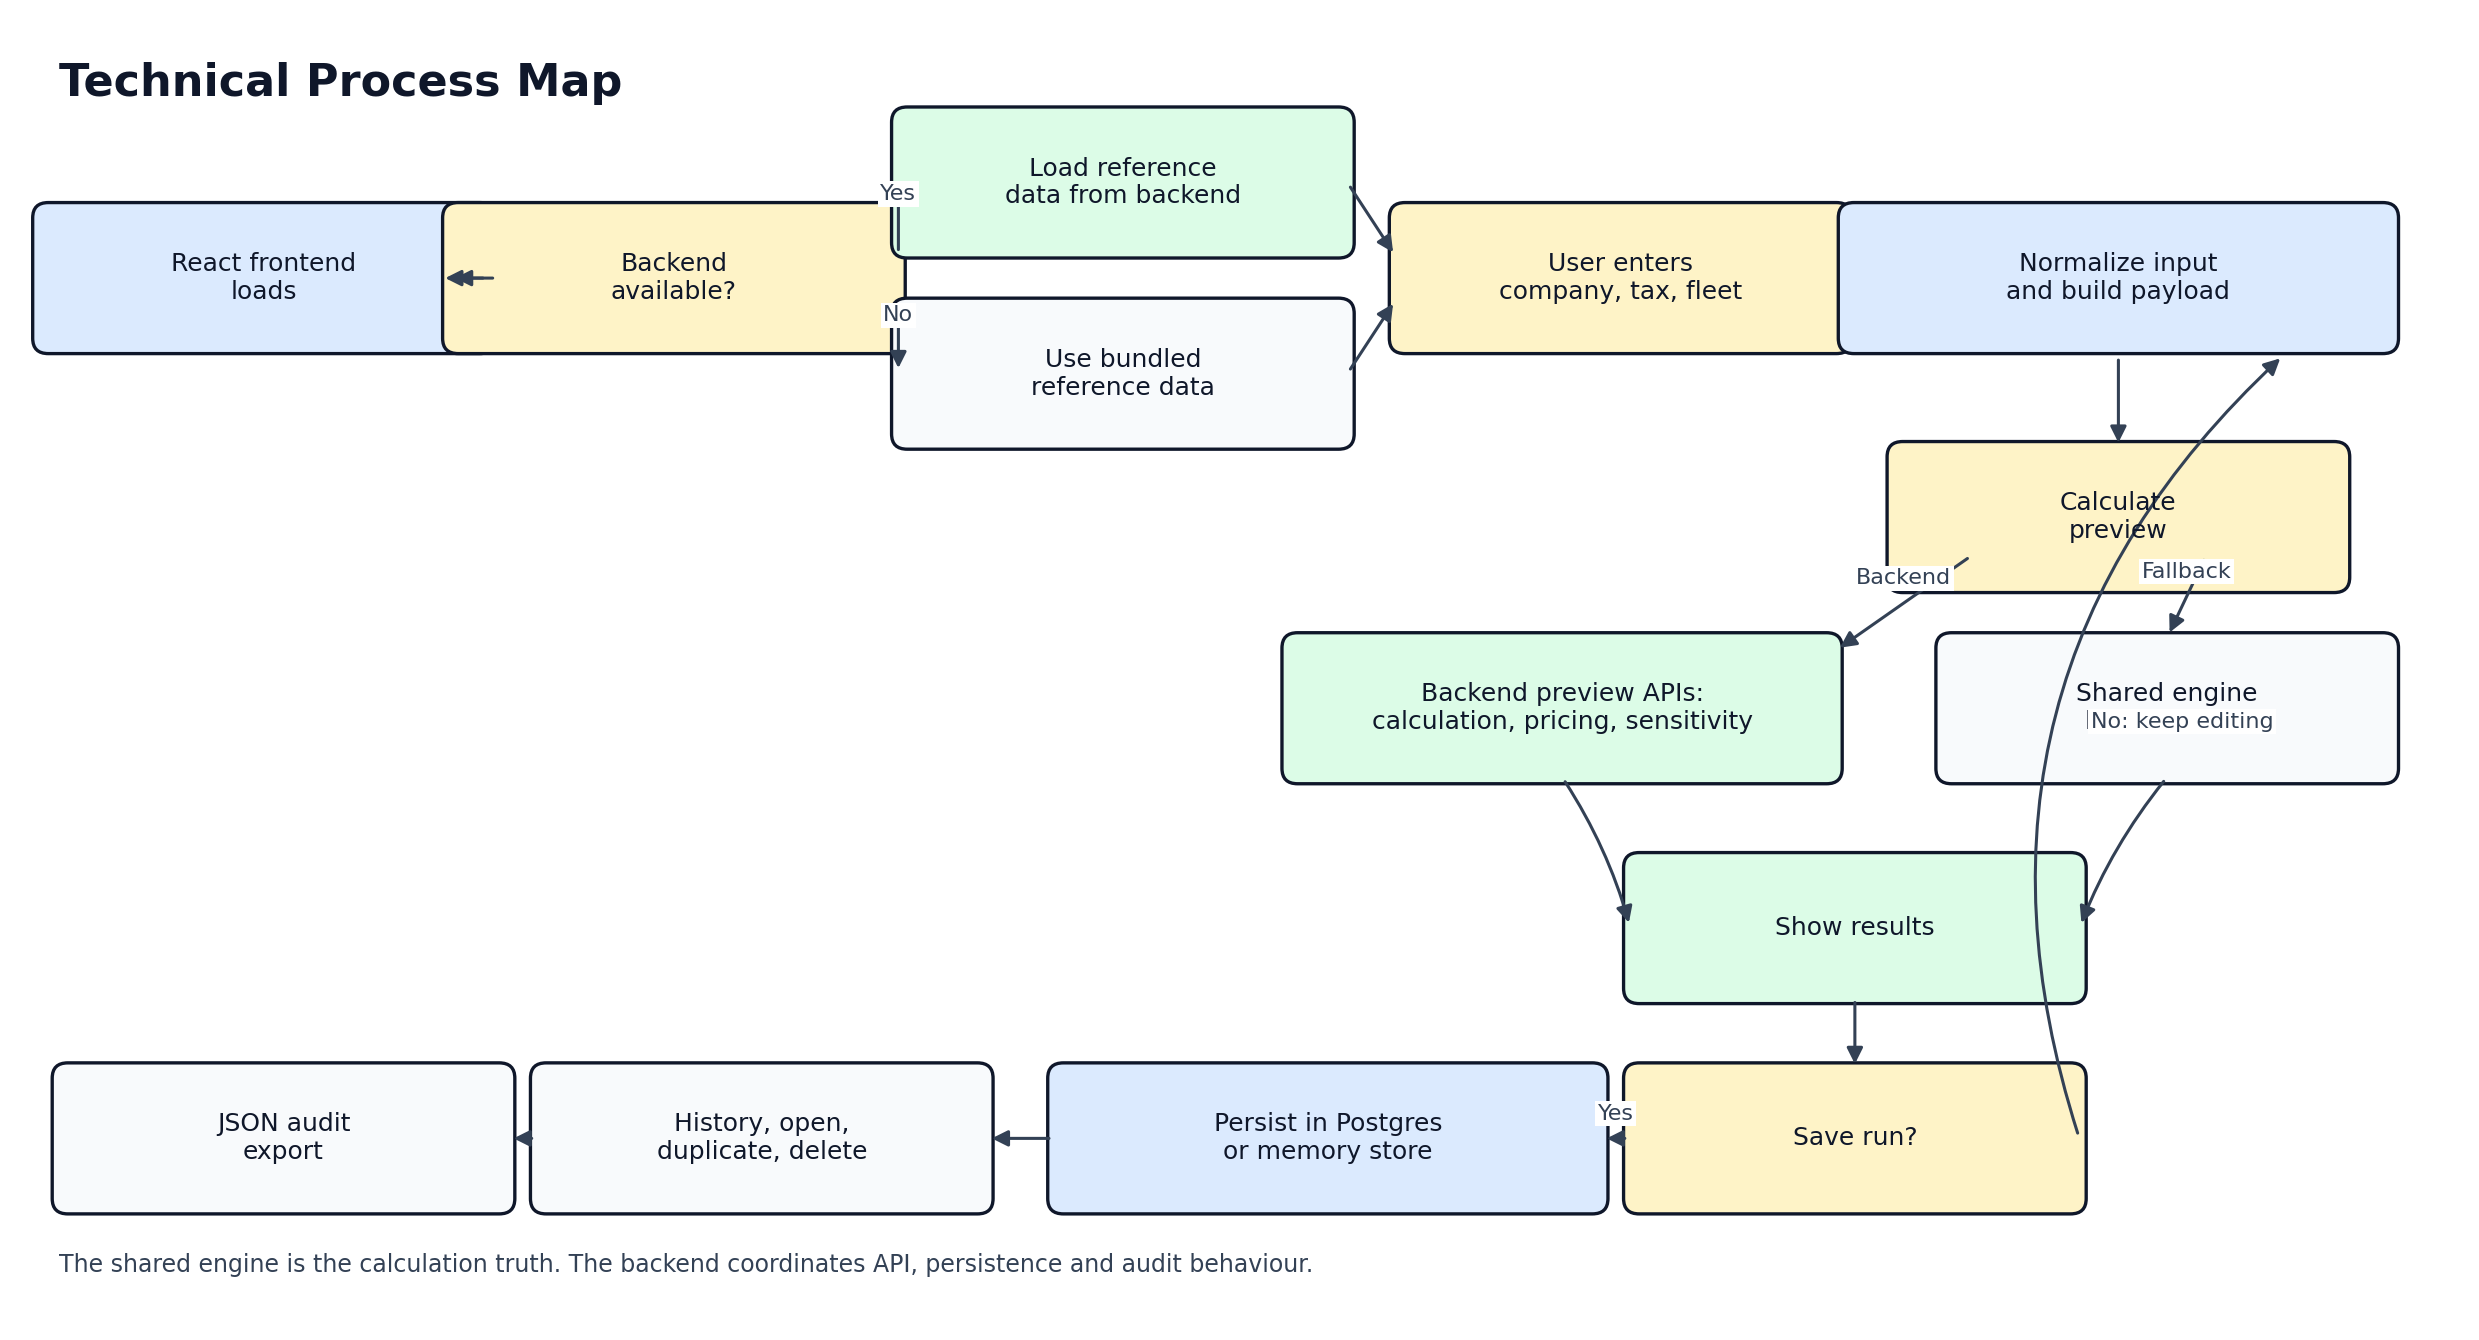 Technical Process Map
React frontend
loads
Backend
available?
Yes
No
Load reference
data from backend
Use bundled
reference data
User enters
company, tax, fleet
Normalize input
and build payload
Calculate
preview
Backend
Fallback
Backend preview APIs:
calculation, pricing, sensitivity
Shared engine
No: keep editing
Show results
Save run?
Yes
Persist in Postgres
or memory store
History, open,
duplicate, delete
JSON audit
export
The shared engine is the calculation truth. The backend coordinates API, persistence and audit behaviour.